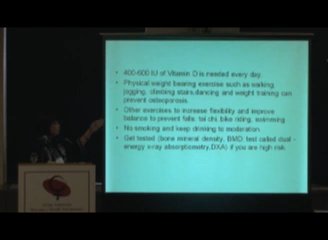 • 400-600 IU of Vitamin D is needed every day.
• Physical weight bearing exercise such as walking,
jogging, climbing stairs, dancing and weight training can
prevent osteoporosis.
• Other exercises to increase flexibility and improve
balance to prevent falls: tai chi, bike riding, swimming
• No smoking and keep drinking to moderation.
• Get tested (bone mineral density, BMD, test called dual -
energy x-ray absorptiometry, DXA) if you are high risk.